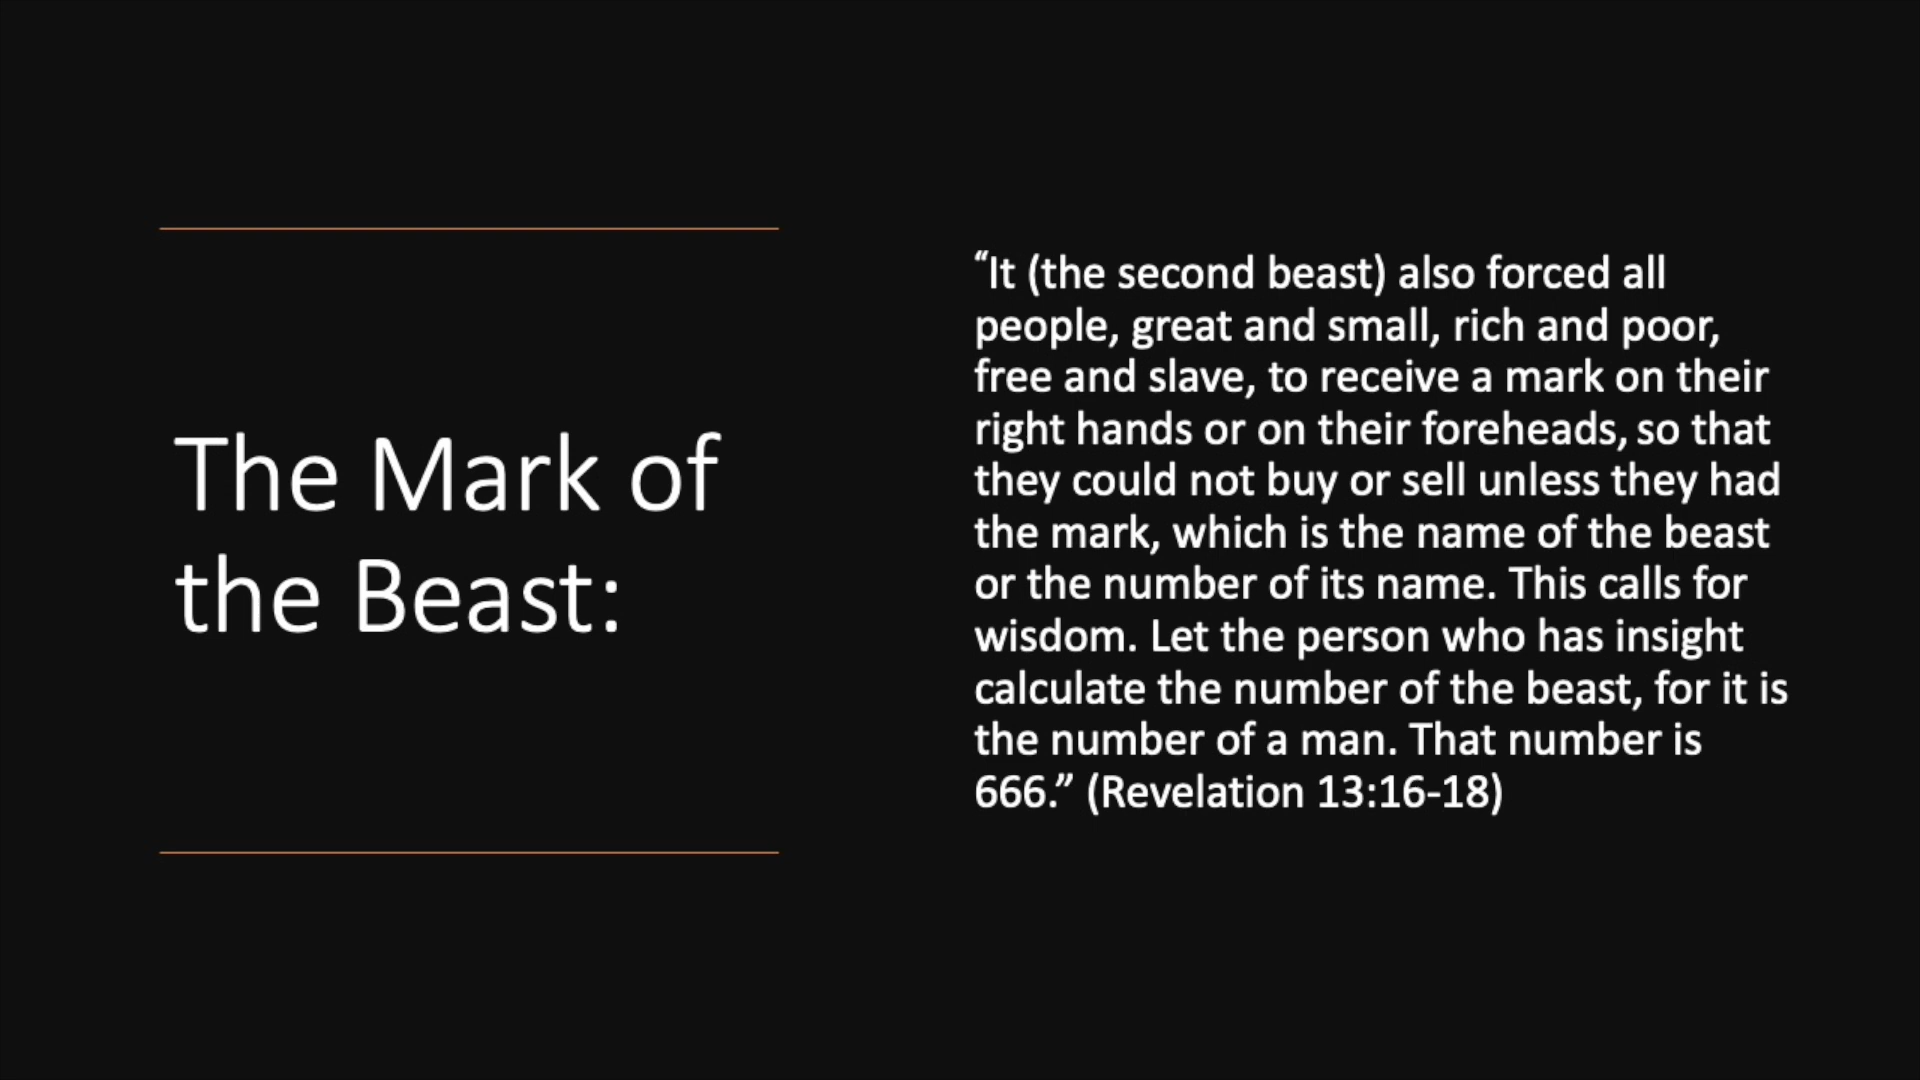 The Mark of
the Beast:
“It (the second beast) also forced all
people, great and small, rich and poor,
free and slave, to receive a mark on their
right hands or on their foreheads, so that
they could not buy or sell unless they had
the mark, which is the name of the beast
or the number of its name. This calls for
wisdom. Let the person who has insight
calculate the number of the beast, for it is
the number of a man. That number is
666.” (Revelation 13:16-18)